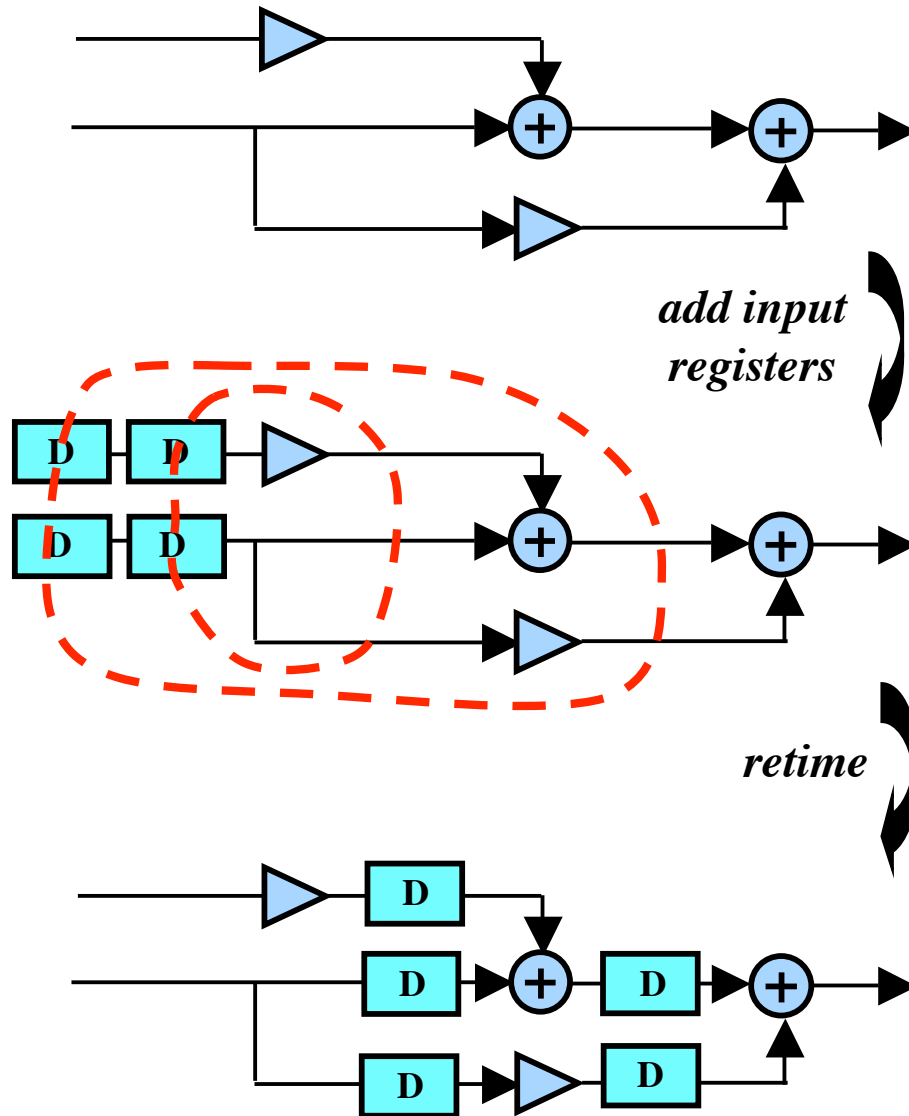 + +
add input
registers
D D
D D
+ +
retime
D
D + D +
D D